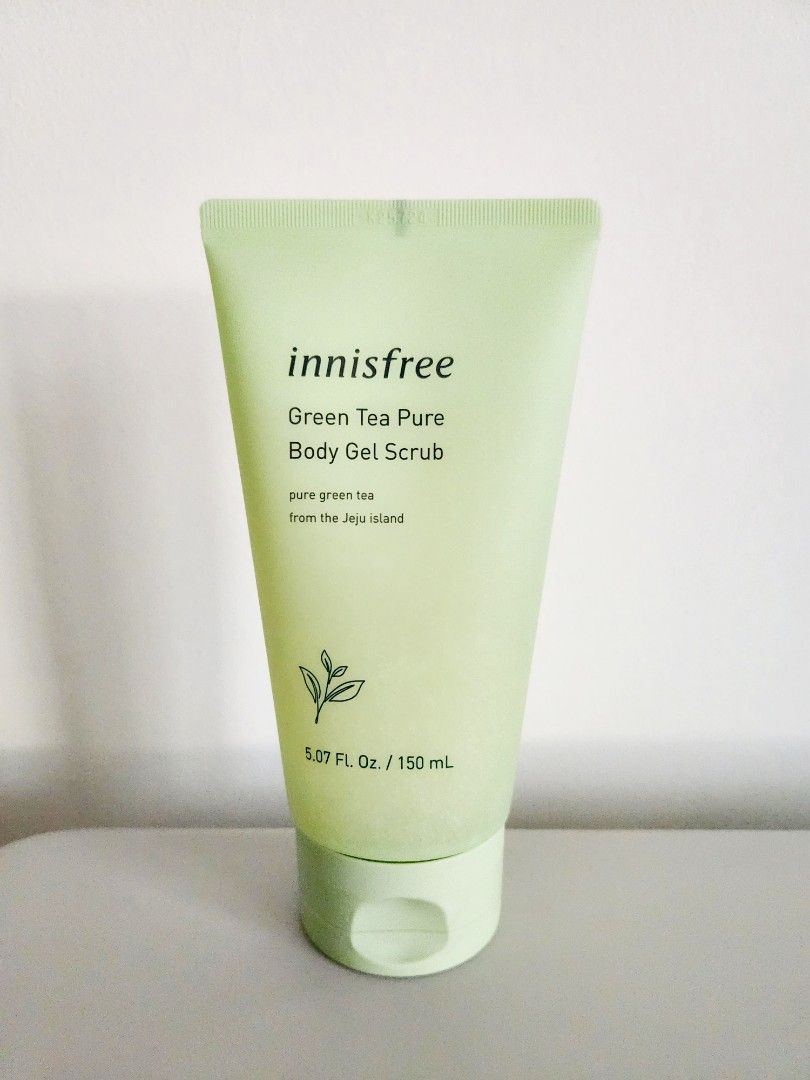 innisfree
Green Tea Pure
Body Gel Scrub
pure green tea
from the Jeju island
5.07 Fl. Oz. / 150 mL